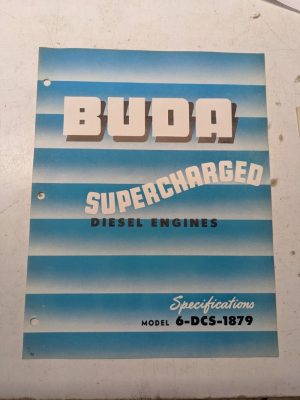 BUDA
SUPERCHARGED
DIESEL ENGINES
Specifications
MODEL 6-DCS-1879